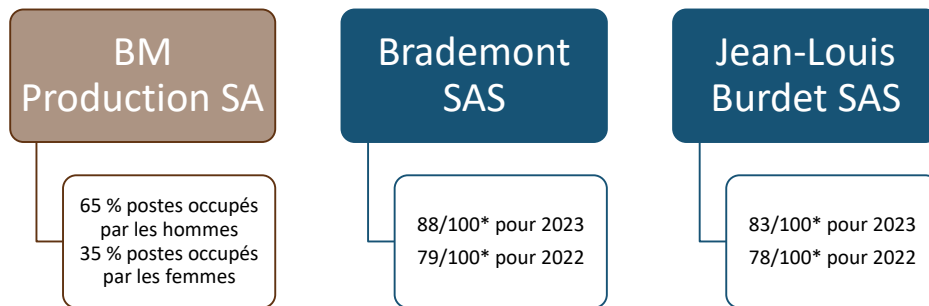 BM
Production SA
65 % postes occupés
par les hommes
35 % postes occupés
par les femmes
Brademont
SAS
88/100* pour 2023
79/100* pour 2022
Jean-Louis
Burdet SAS
83/100* pour 2023
78/100* pour 2022